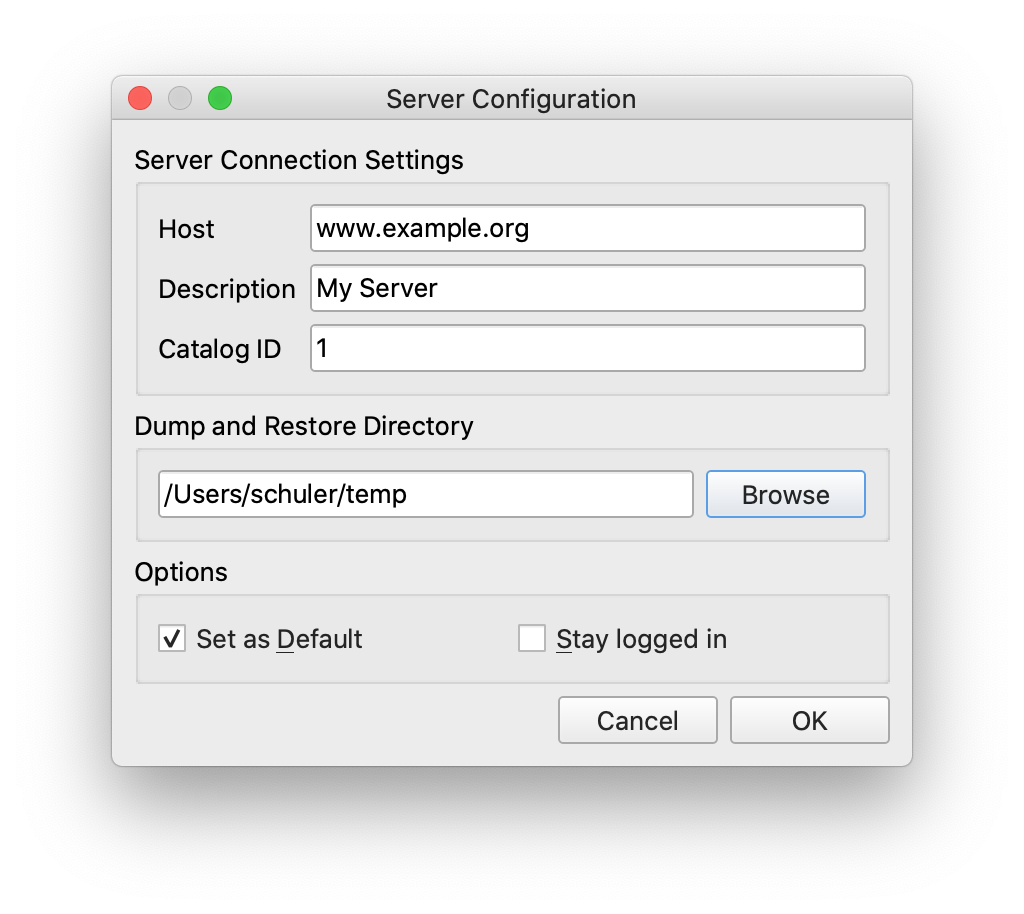 Server Configuration
Server Connection Settings
Host www.example.org
Description My Server
Catalog ID 1
Dump and Restore Directory
/Users/schuler/temp Browse
Options
Set as Default Stay logged in
Cancel OK